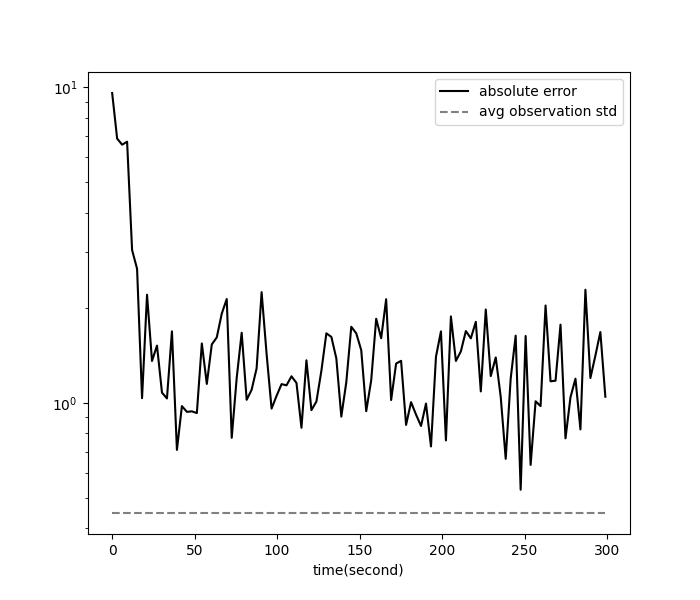 10¹
10⁰
absolute error
avg observation std
0 50 100 150 200 250 300
time(second)